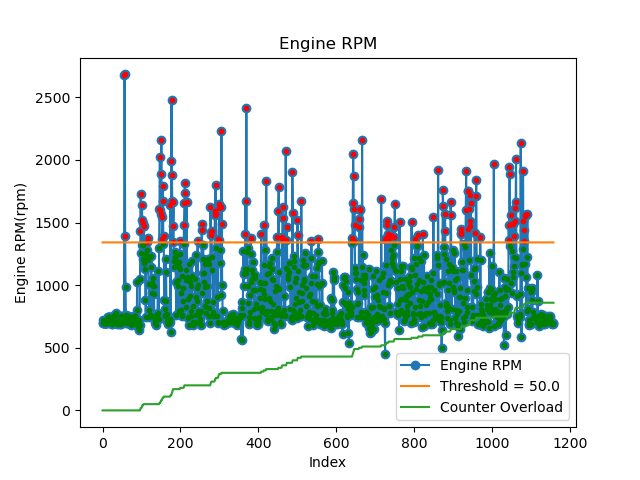 Engine RPM
2500
2000
1500
1000
500
0
Engine RPM(rpm)
0 200 400 600 800 1000 1200
Index
Engine RPM
Threshold = 50.0
Counter Overload